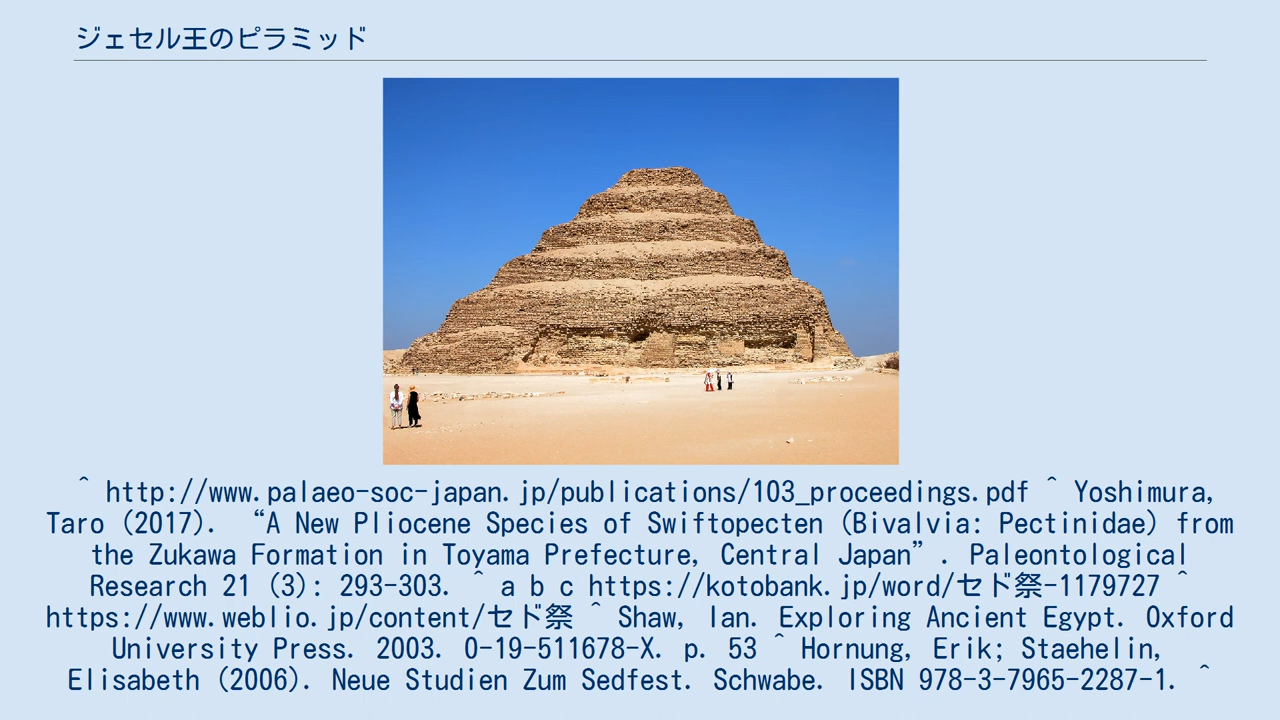 ジェセル王のピラミッド
^ http://www.palaeo-soc-japan.jp/publications/103_proceedings.pdf ^ Yoshimura,
Taro (2017). “A New Pliocene Species of Swiftopecten (Bivalvia: Pectinidae) from
the Zukawa Formation in Toyama Prefecture, Central Japan”. Paleontological
Research 21 (3): 293-303. ^ a b c https://kotobank.jp/word/セド祭-1179727 ^
https://www.weblio.jp/content/セド祭 ^ Shaw, Ian. Exploring Ancient Egypt. Oxford
University Press. 2003. 0-19-511678-X. p. 53 ^ Hornung, Erik; Staehelin,
Elisabeth (2006). Neue Studien Zum Sedfest. Schwabe. ISBN 978-3-7965-2287-1. ^